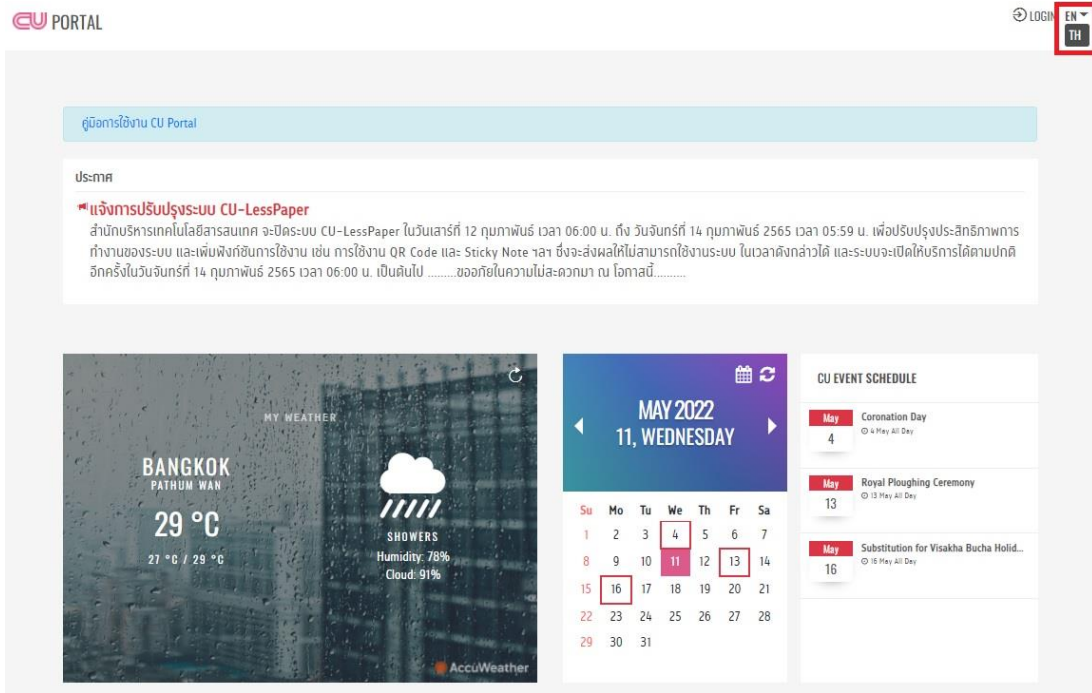 CU PORTAL
LOGIN EN
TH
คู่มือการใช้งาน CU Portal
ประกาศ
แจ้งการปรับปรุงระบบ CU-LessPaper
สำนักบริหารเทคโนโลยีสารสนเทศ จะปิดระบบ CU-LessPaper ในวันเสาร์ที่ 12 กุมภาพันธ์ เวลา 06:00 น. ถึง วันจันทร์ที่ 14 กุมภาพันธ์ 2565 เวลา 05:59 น. เพื่อปรับปรุงประสิทธิภาพการ
ทำงานของระบบ และเพิ่มฟังก์ชันการใช้งาน เช่น การใช้งาน QR Code และ Sticky Note ฯลฯ ซึ่งจะส่งผลให้ไม่สามารถใช้งานระบบ ในเวลาดังกล่าวได้ และระบบจะเปิดให้บริการได้ตามปกติ
อีกครั้งในวันจันทร์ที่ 14 กุมภาพันธ์ 2565 เวลา 06:00 น. เป็นต้นไป .........ขออภัยในความไม่สะดวกมา ณ โอกาสนี้..........
MY WEATHER
BANGKOK
PATHUM WAN
29 °C
27 °C / 29 °C
SHOWERS
Humidity: 78%
Cloud: 91%
AccuWeather
MAY 2022
11, WEDNESDAY
Su Mo Tu We Th Fr Sa
1 2 3 4 5 6 7
8 9 10 11 12 13 14
15 16 17 18 19 20 21
22 23 24 25 26 27 28
29 30 31
CU EVENT SCHEDULE
May
4
Coronation Day
4 May All Day
May
13
Royal Ploughing Ceremony
13 May All Day
May
16
Substitution for Visakha Bucha Holid...
16 May All Day